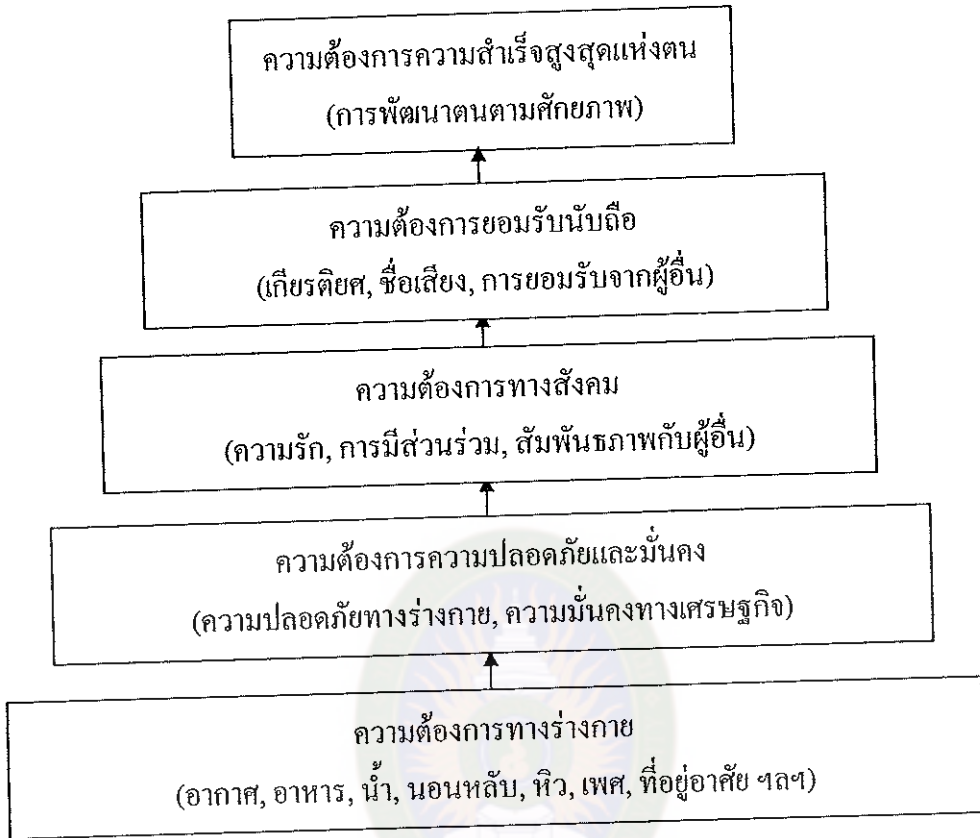 ความต้องการความสำเร็จสูงสุดแห่งตน
(การพัฒนาตนตามศักยภาพ)
ความต้องการยอมรับนับถือ
(เกียรติยศ, ชื่อเสียง, การยอมรับจากผู้อื่น)
ความต้องการทางสังคม
(ความรัก, การมีส่วนร่วม, สัมพันธภาพกับผู้อื่น)
ความต้องการความปลอดภัยและมั่นคง
(ความปลอดภัยทางร่างกาย, ความมั่นคงทางเศรษฐกิจ)
ความต้องการทางร่างกาย
(อากาศ, อาหาร, น้ำ, นอนหลับ, หิว, เพศ, ที่อยู่อาศัย ฯลฯ)